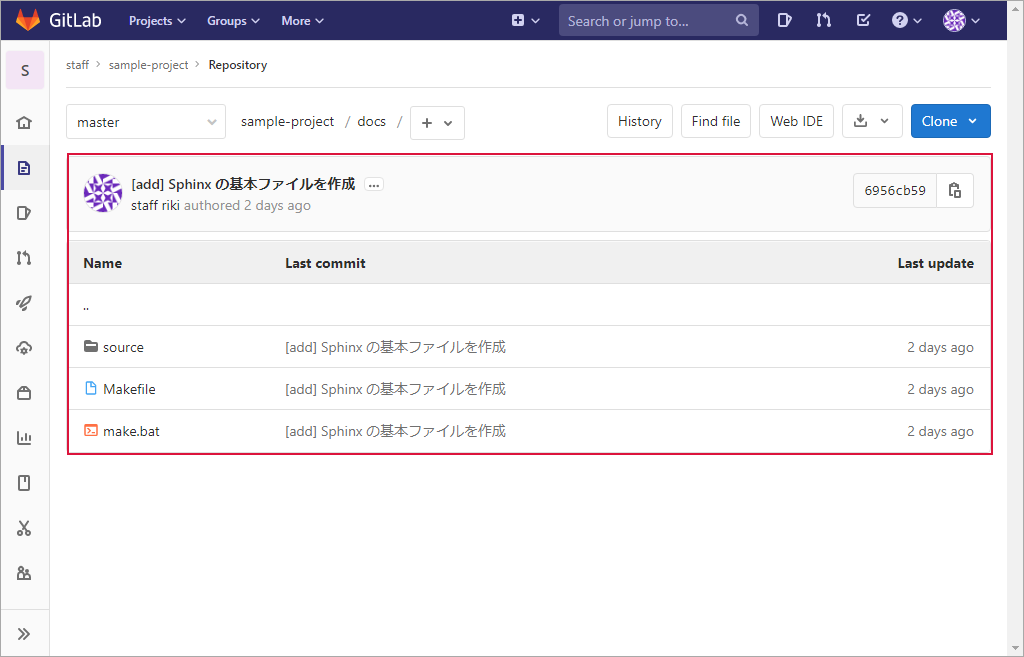 GitLab Projects Groups More Search or jump to...
S staff > sample-project > Repository
master sample-project / docs / + History Find file Web IDE Clone
[add] Sphinx の基本ファイルを作成 ...
staff riki authored 2 days ago
6956cb59
Name Last commit Last update
..
source [add] Sphinx の基本ファイルを作成 2 days ago
Makefile [add] Sphinx の基本ファイルを作成 2 days ago
make.bat [add] Sphinx の基本ファイルを作成 2 days ago